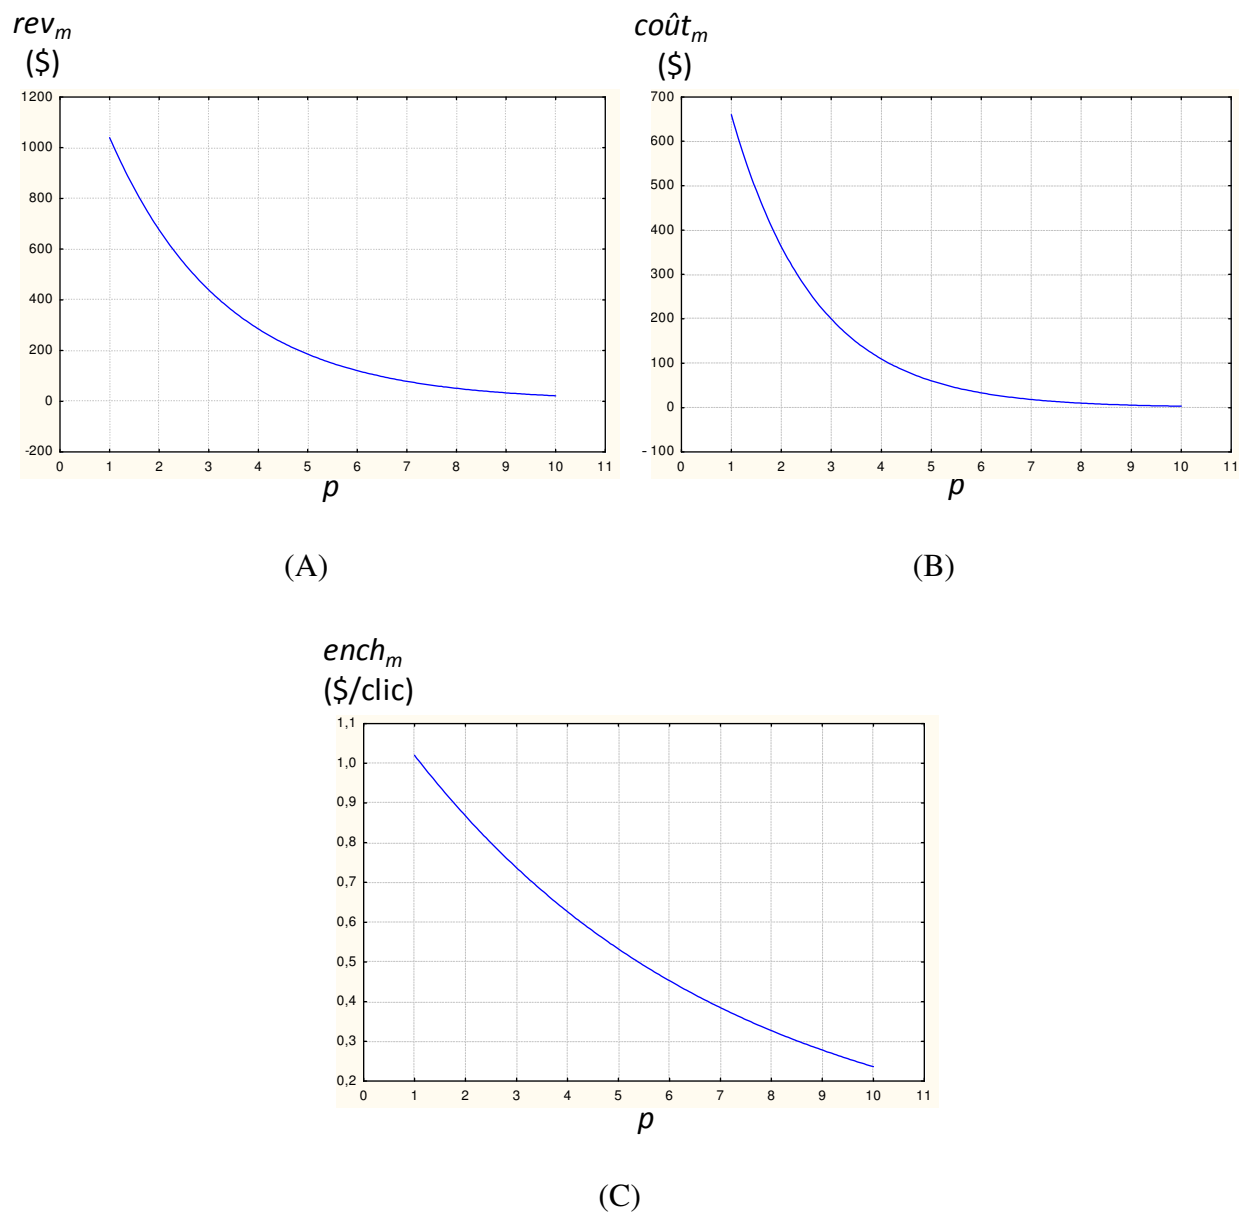 rev_m
($)
1200
1000
800
600
400
200
0
-200
0 1 2 3 4 5 6 7 8 9 10 11
p
(A)
coût_m
($)
700
600
500
400
300
200
100
0
- 100
0 1 2 3 4 5 6 7 8 9 10 11
p
(B)
ench_m
($/clic)
1,1
1,0
0,9
0,8
0,7
0,6
0,5
0,4
0,3
0,2
0 1 2 3 4 5 6 7 8 9 10 11
p
(C)